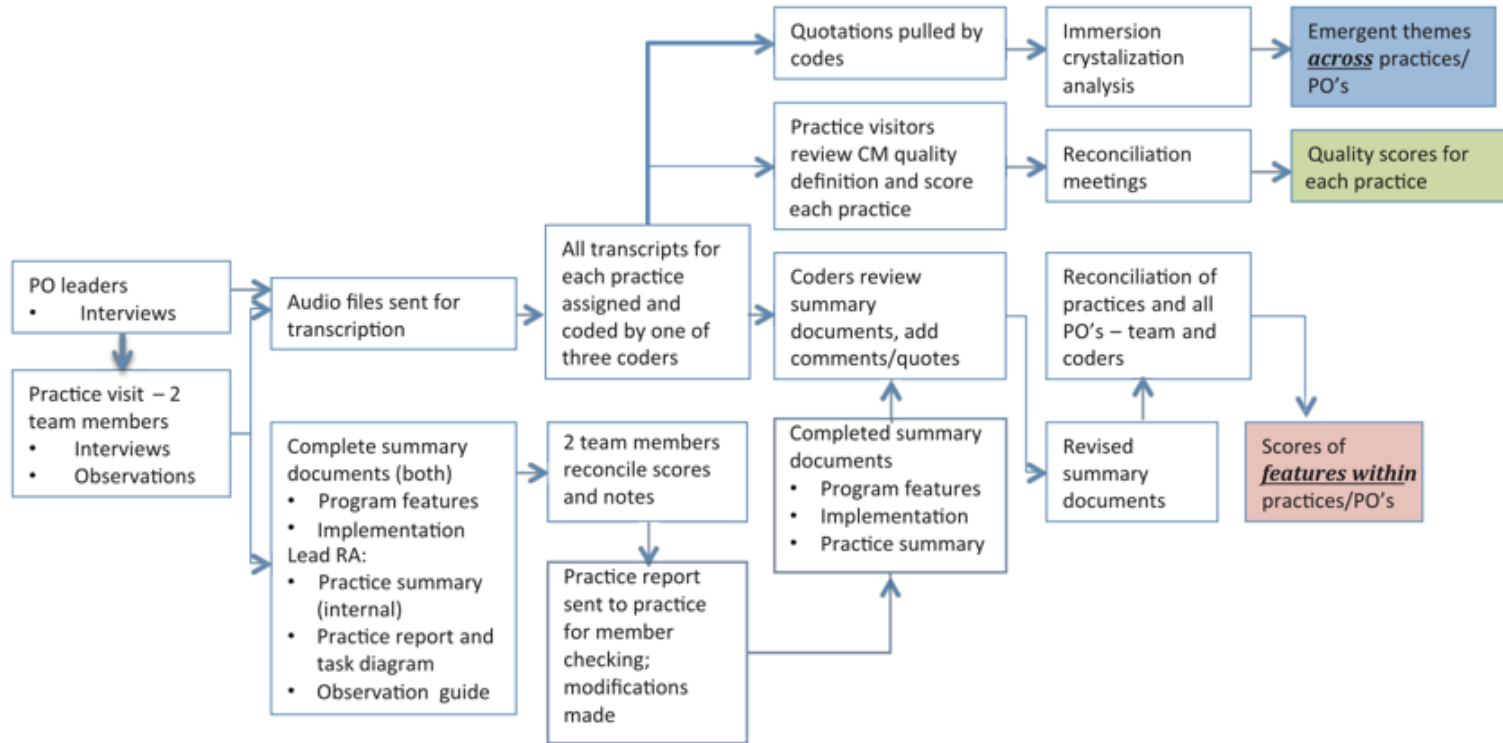 Quotations pulled by
codes
Immersion
crystalization
analysis
Emergent themes
across practices/
PO's
Practice visitors
review CM quality
definition and score
each practice
Reconciliation
meetings
Quality scores for
each practice
PO leaders
• Interviews
Audio files sent for
transcription
All transcripts for
each practice
assigned and
coded by one of
three coders
Coders review
summary
documents, add
comments/quotes
Reconciliation of
practices and all
PO's – team and
coders
Practice visit – 2
team members
• Interviews
• Observations
Complete summary
documents (both)
• Program features
• Implementation
Lead RA:
• Practice summary
(internal)
• Practice report and
task diagram
• Observation guide
2 team members
reconcile scores
and notes
Practice report
sent to practice
for member
checking;
modifications
made
Completed summary
documents
• Program features
• Implementation
• Practice summary
Revised
summary
documents
Scores of
features within
practices/PO's